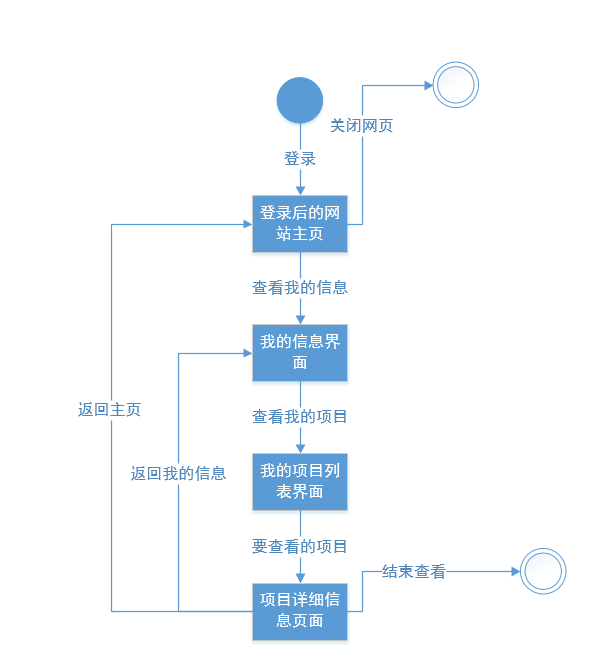 关闭网页
登录
登录后的网
站主页
查看我的信息
我的信息界
面
查看我的项目
返回主页
我的项目列
表界面
返回我的信息
要查看的项目
结束查看
项目详细信
息页面